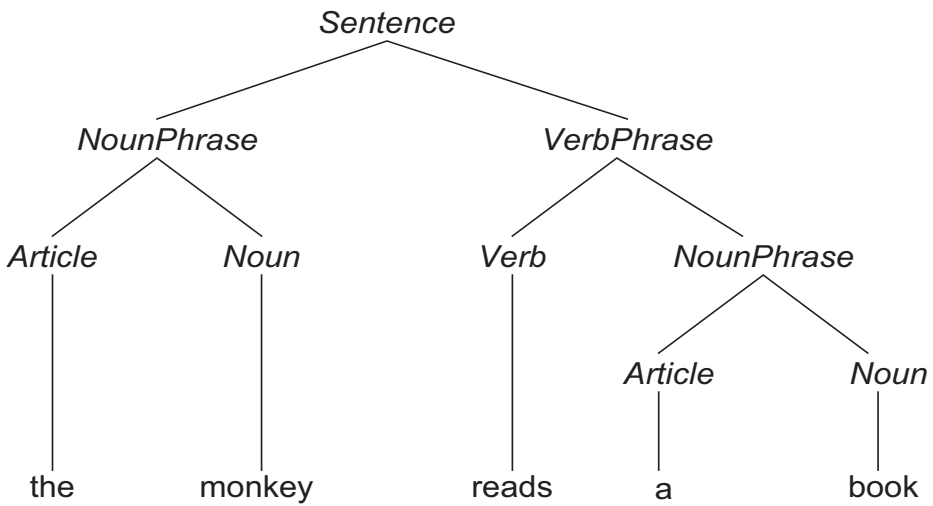 Sentence
NounPhrase VerbPhrase
Article Noun Verb NounPhrase
Article Noun
the monkey reads a book